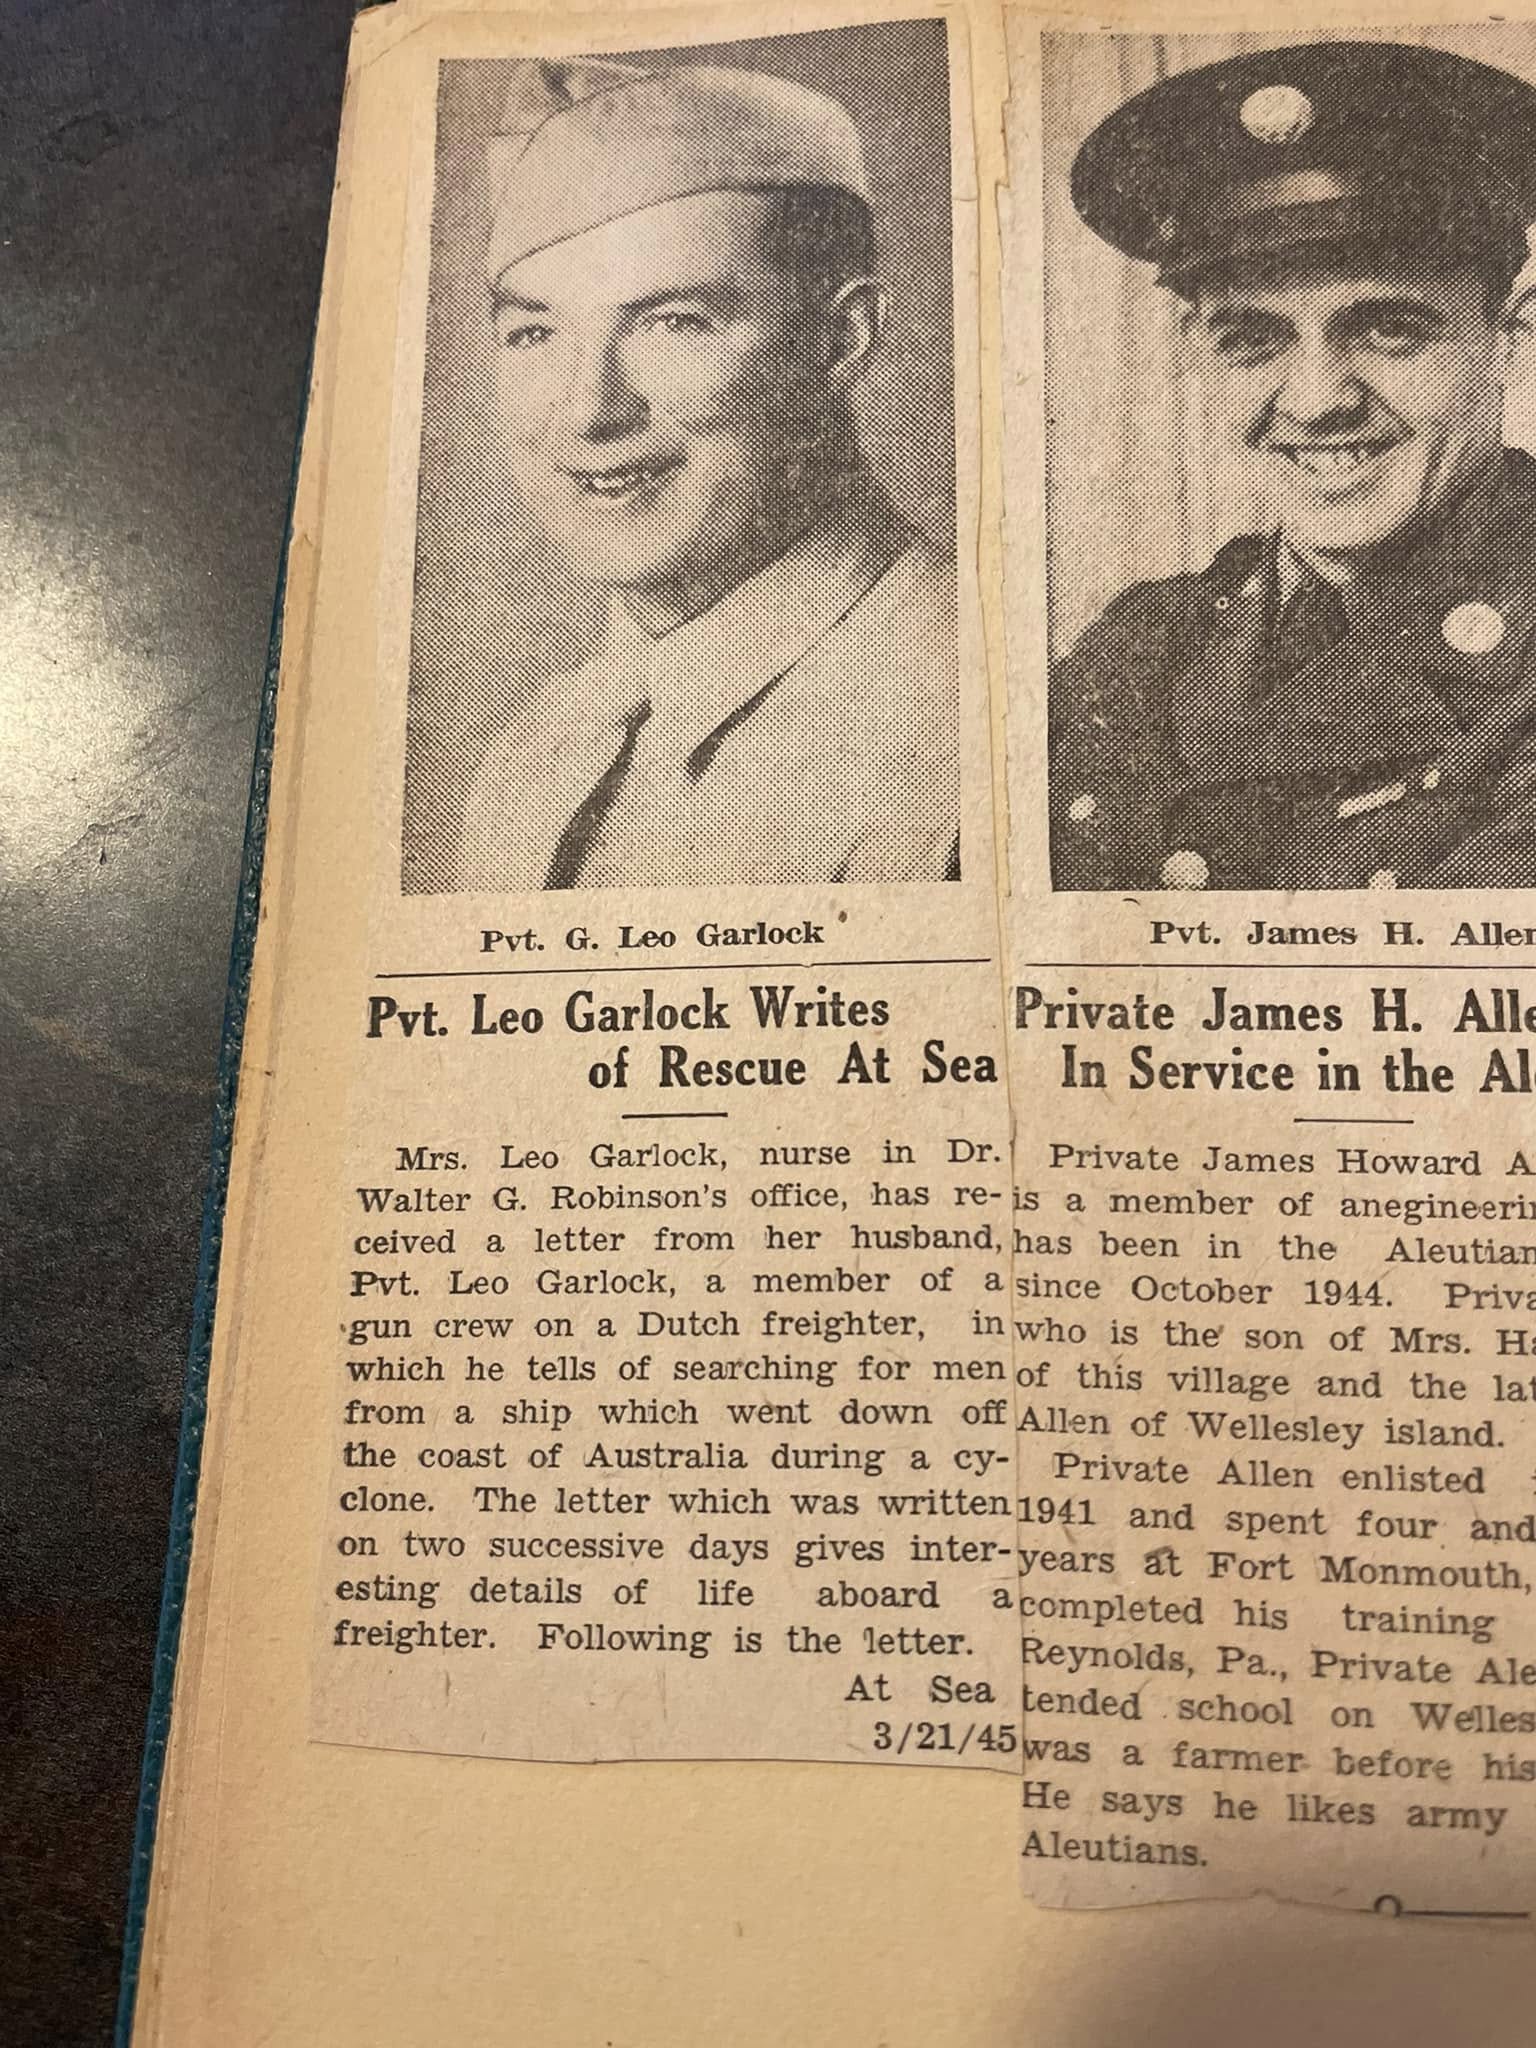 Pvt. G. Leo Garlock
Pvt. Leo Garlock Writes
of Rescue At Sea
Mrs. Leo Garlock, nurse in Dr.
Walter G. Robinson's office, has re-
ceived a letter from her husband,
Pvt. Leo Garlock, a member of a
gun crew on a Dutch freighter, in
which he tells of searching for men
from a ship which went down off
the coast of Australia during a cy-
clone. The letter which was written
on two successive days gives inter-
esting details of life aboard a
freighter. Following is the letter.
At Sea
3/21/45
Pvt. James H. Allen
Private James H. Alle
In Service in the Al
Private James Howard A
is a member of anegineerin
has been in the Aleutian
since October 1944. Priva
who is the son of Mrs. Ha
of this village and the lat
Allen of Wellesley island.
Private Allen enlisted
1941 and spent four and
years at Fort Monmouth,
completed his training
Reynolds, Pa., Private Ale
tended school on Welles
was a farmer before his
He says he likes army
Aleutians.